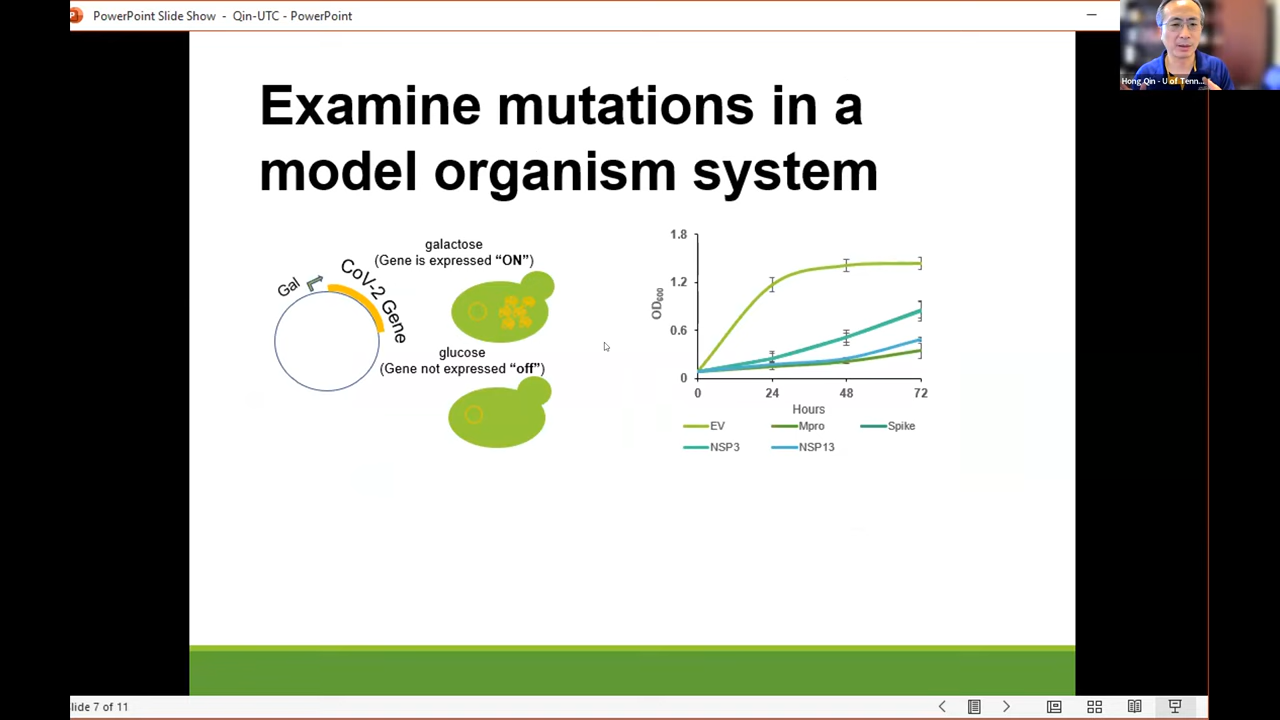 PowerPoint Slide Show - Qin-UTC - PowerPoint
Hong Qin - U of Tenn...
Examine mutations in a
model organism system
galactose
(Gene is expressed “ON”)
Gal
CoV-2 Gene
glucose
(Gene not expressed “off”)
1.8
1.2
0.6
0
OD600
0 24 48 72
Hours
EV Mpro Spike
NSP3 NSP13
lide 7 of 11